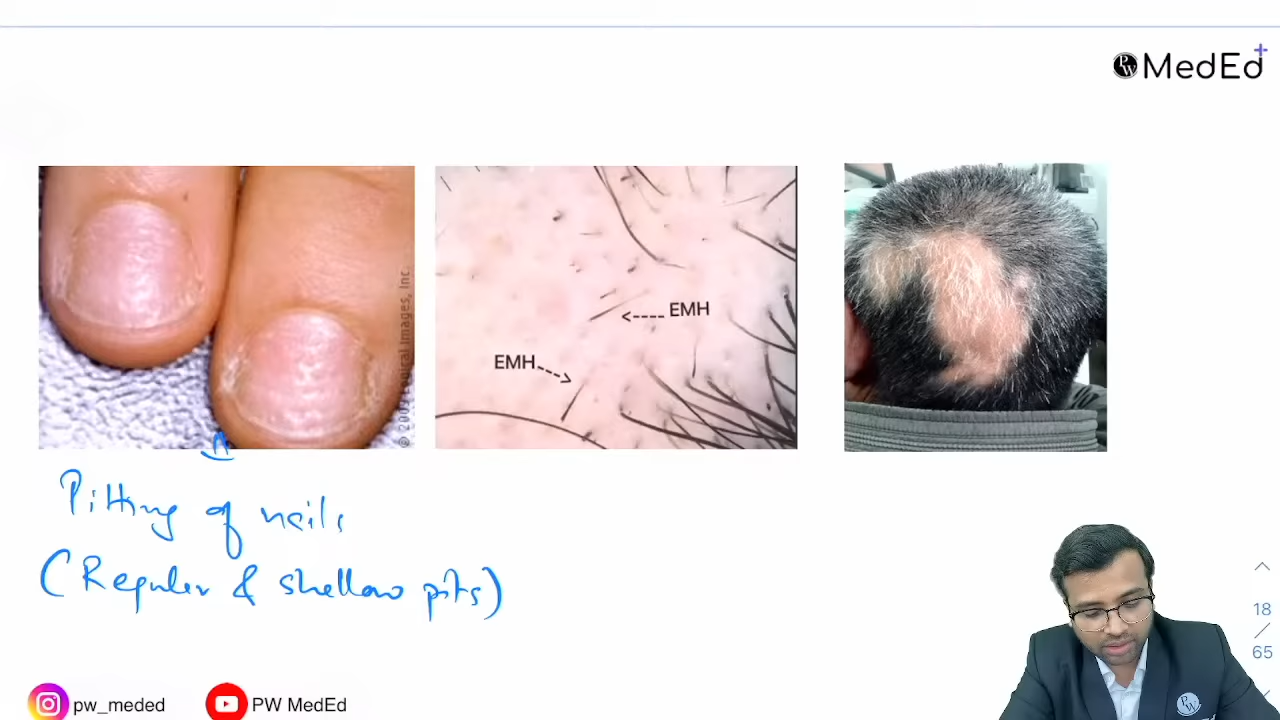 MedEd
EMH
EMH
Pitting of nails
(Regular & shallow pits)
18
/
65
pw_meded
PW MedEd